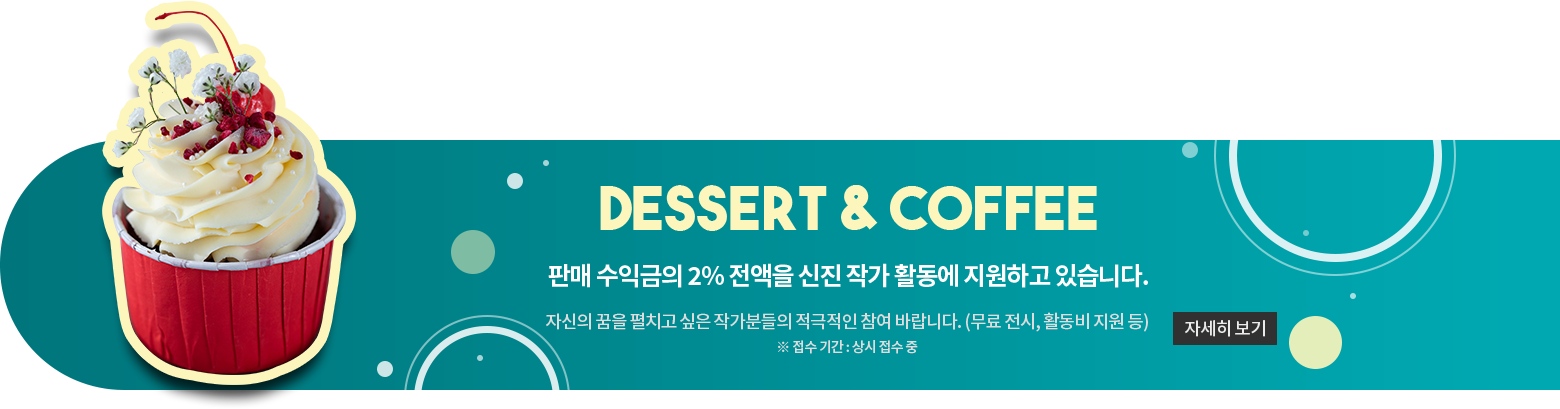 DESSERT & COFFEE
판매 수익금의 2% 전액을 신진 작가 활동에 지원하고 있습니다.
자신의 꿈을 펼치고 싶은 작가분들의 적극적인 참여 바랍니다. (무료 전시, 활동비 지원 등)
자세히 보기
※ 접수 기간 : 상시 접수 중